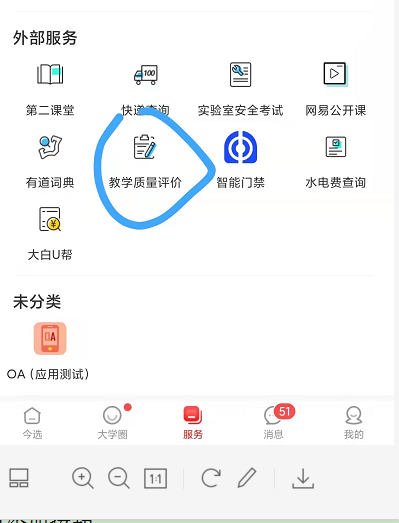 外部服务
第二课堂 快递查询 实验室安全考试 网易公开课
有道词典 教学质量评价 智能门禁 水电费查询
大白U帮
未分类
OA（应用测试）
今选 大学圈 服务 消息 51 我的
1:1